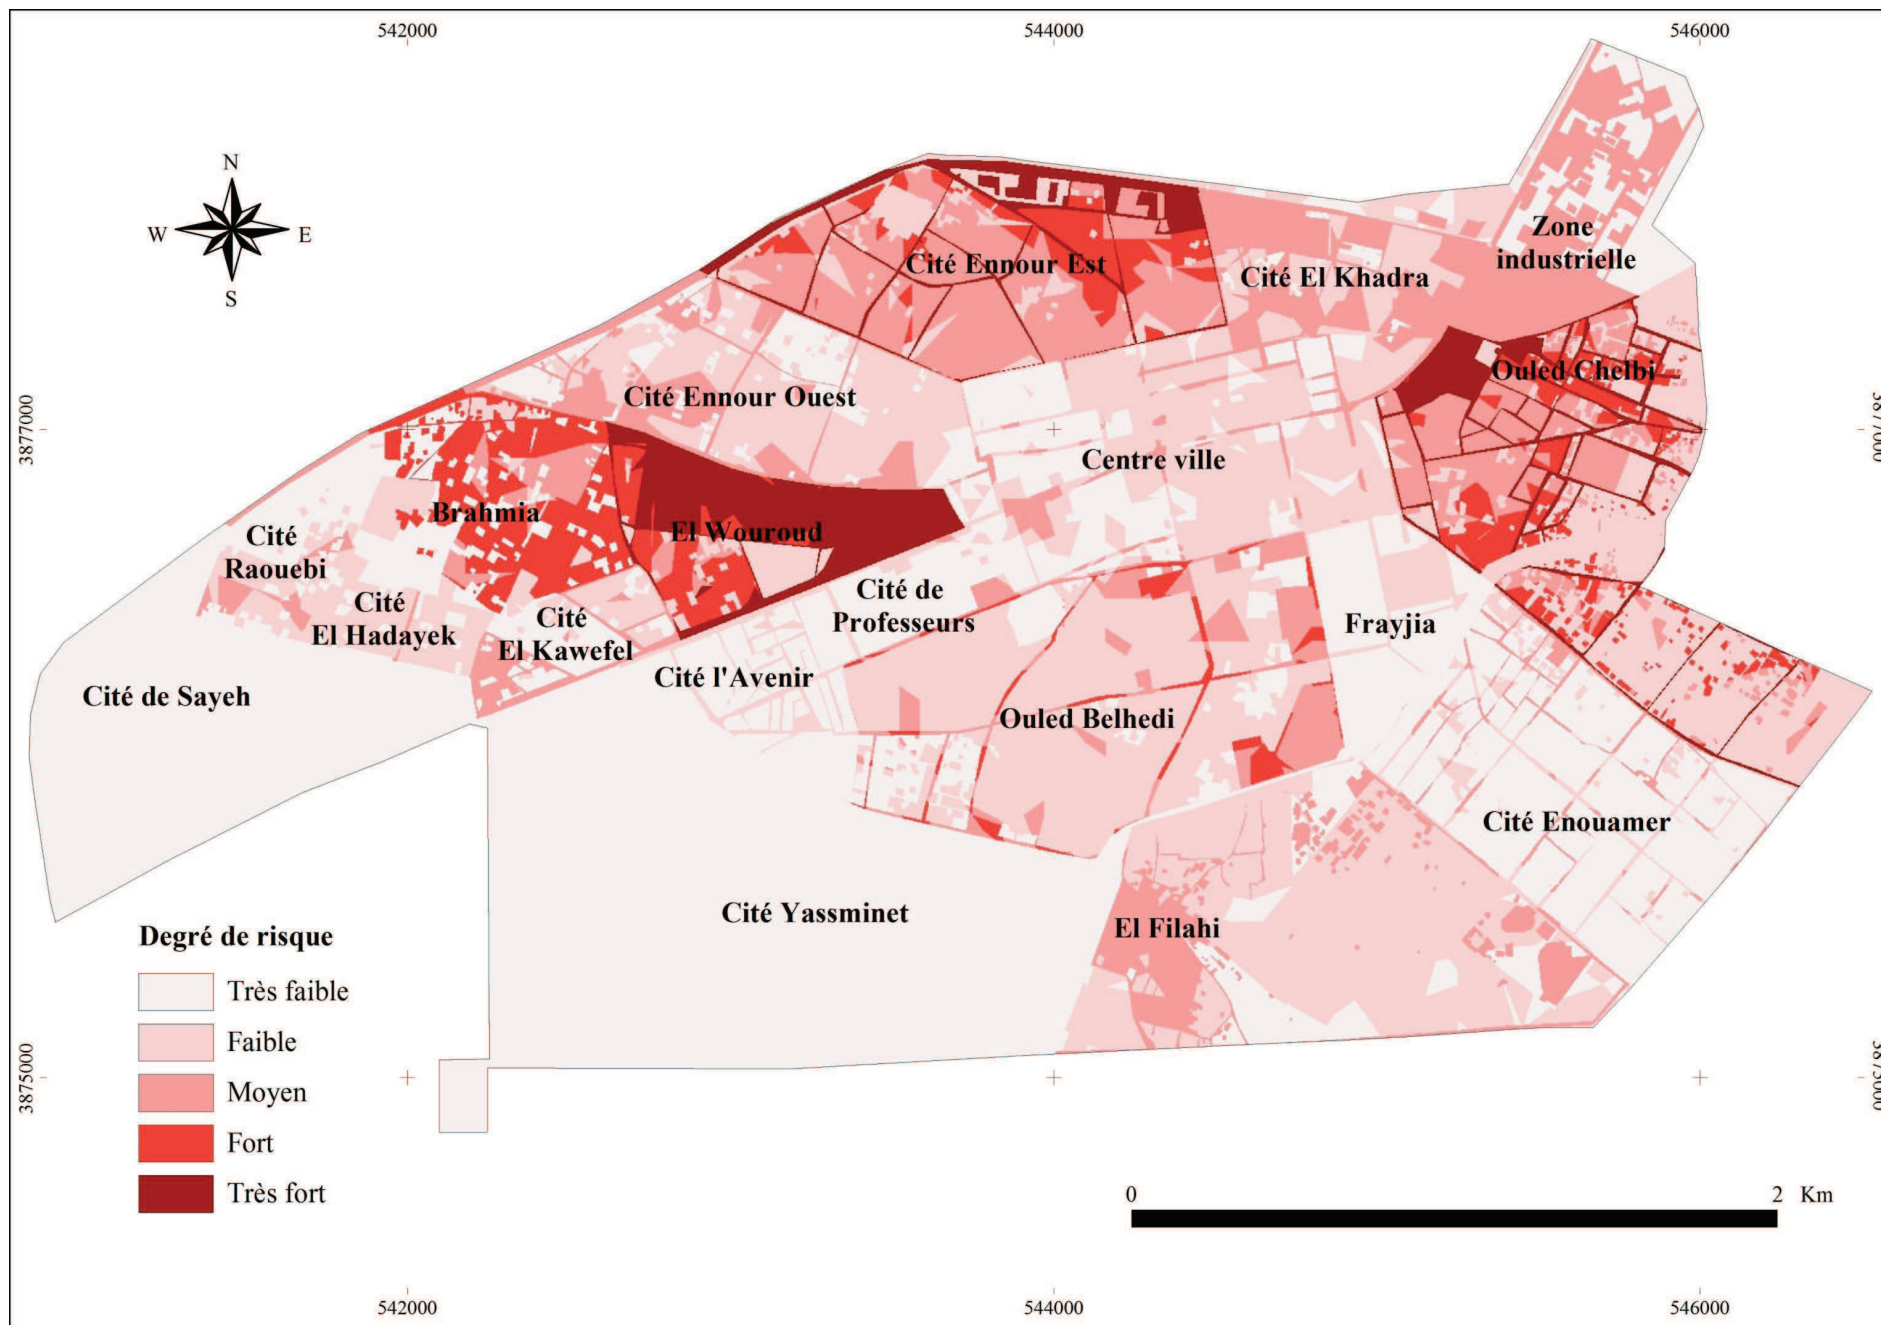 542000
544000
546000
N
W
E
S
Zone
industrielle
Cité Ennour Est
Cité El Khadra
Ouled Chelbi
Cité Ennour Ouest
3877000
3877000
Centre ville
Brahmia
El Wouroud
Cité
Raouebi
Cité
El Hadayek
Cité
El Kawefel
Cité de
Professeurs
Frayjia
Cité l'Avenir
Cité de Sayeh
Ouled Belhedi
Cité Enouamer
Cité Yassminet
El Filahi
Degré de risque
Très faible
Faible
Moyen
Fort
Très fort
3875000
3875000
0
2 Km
542000
544000
546000